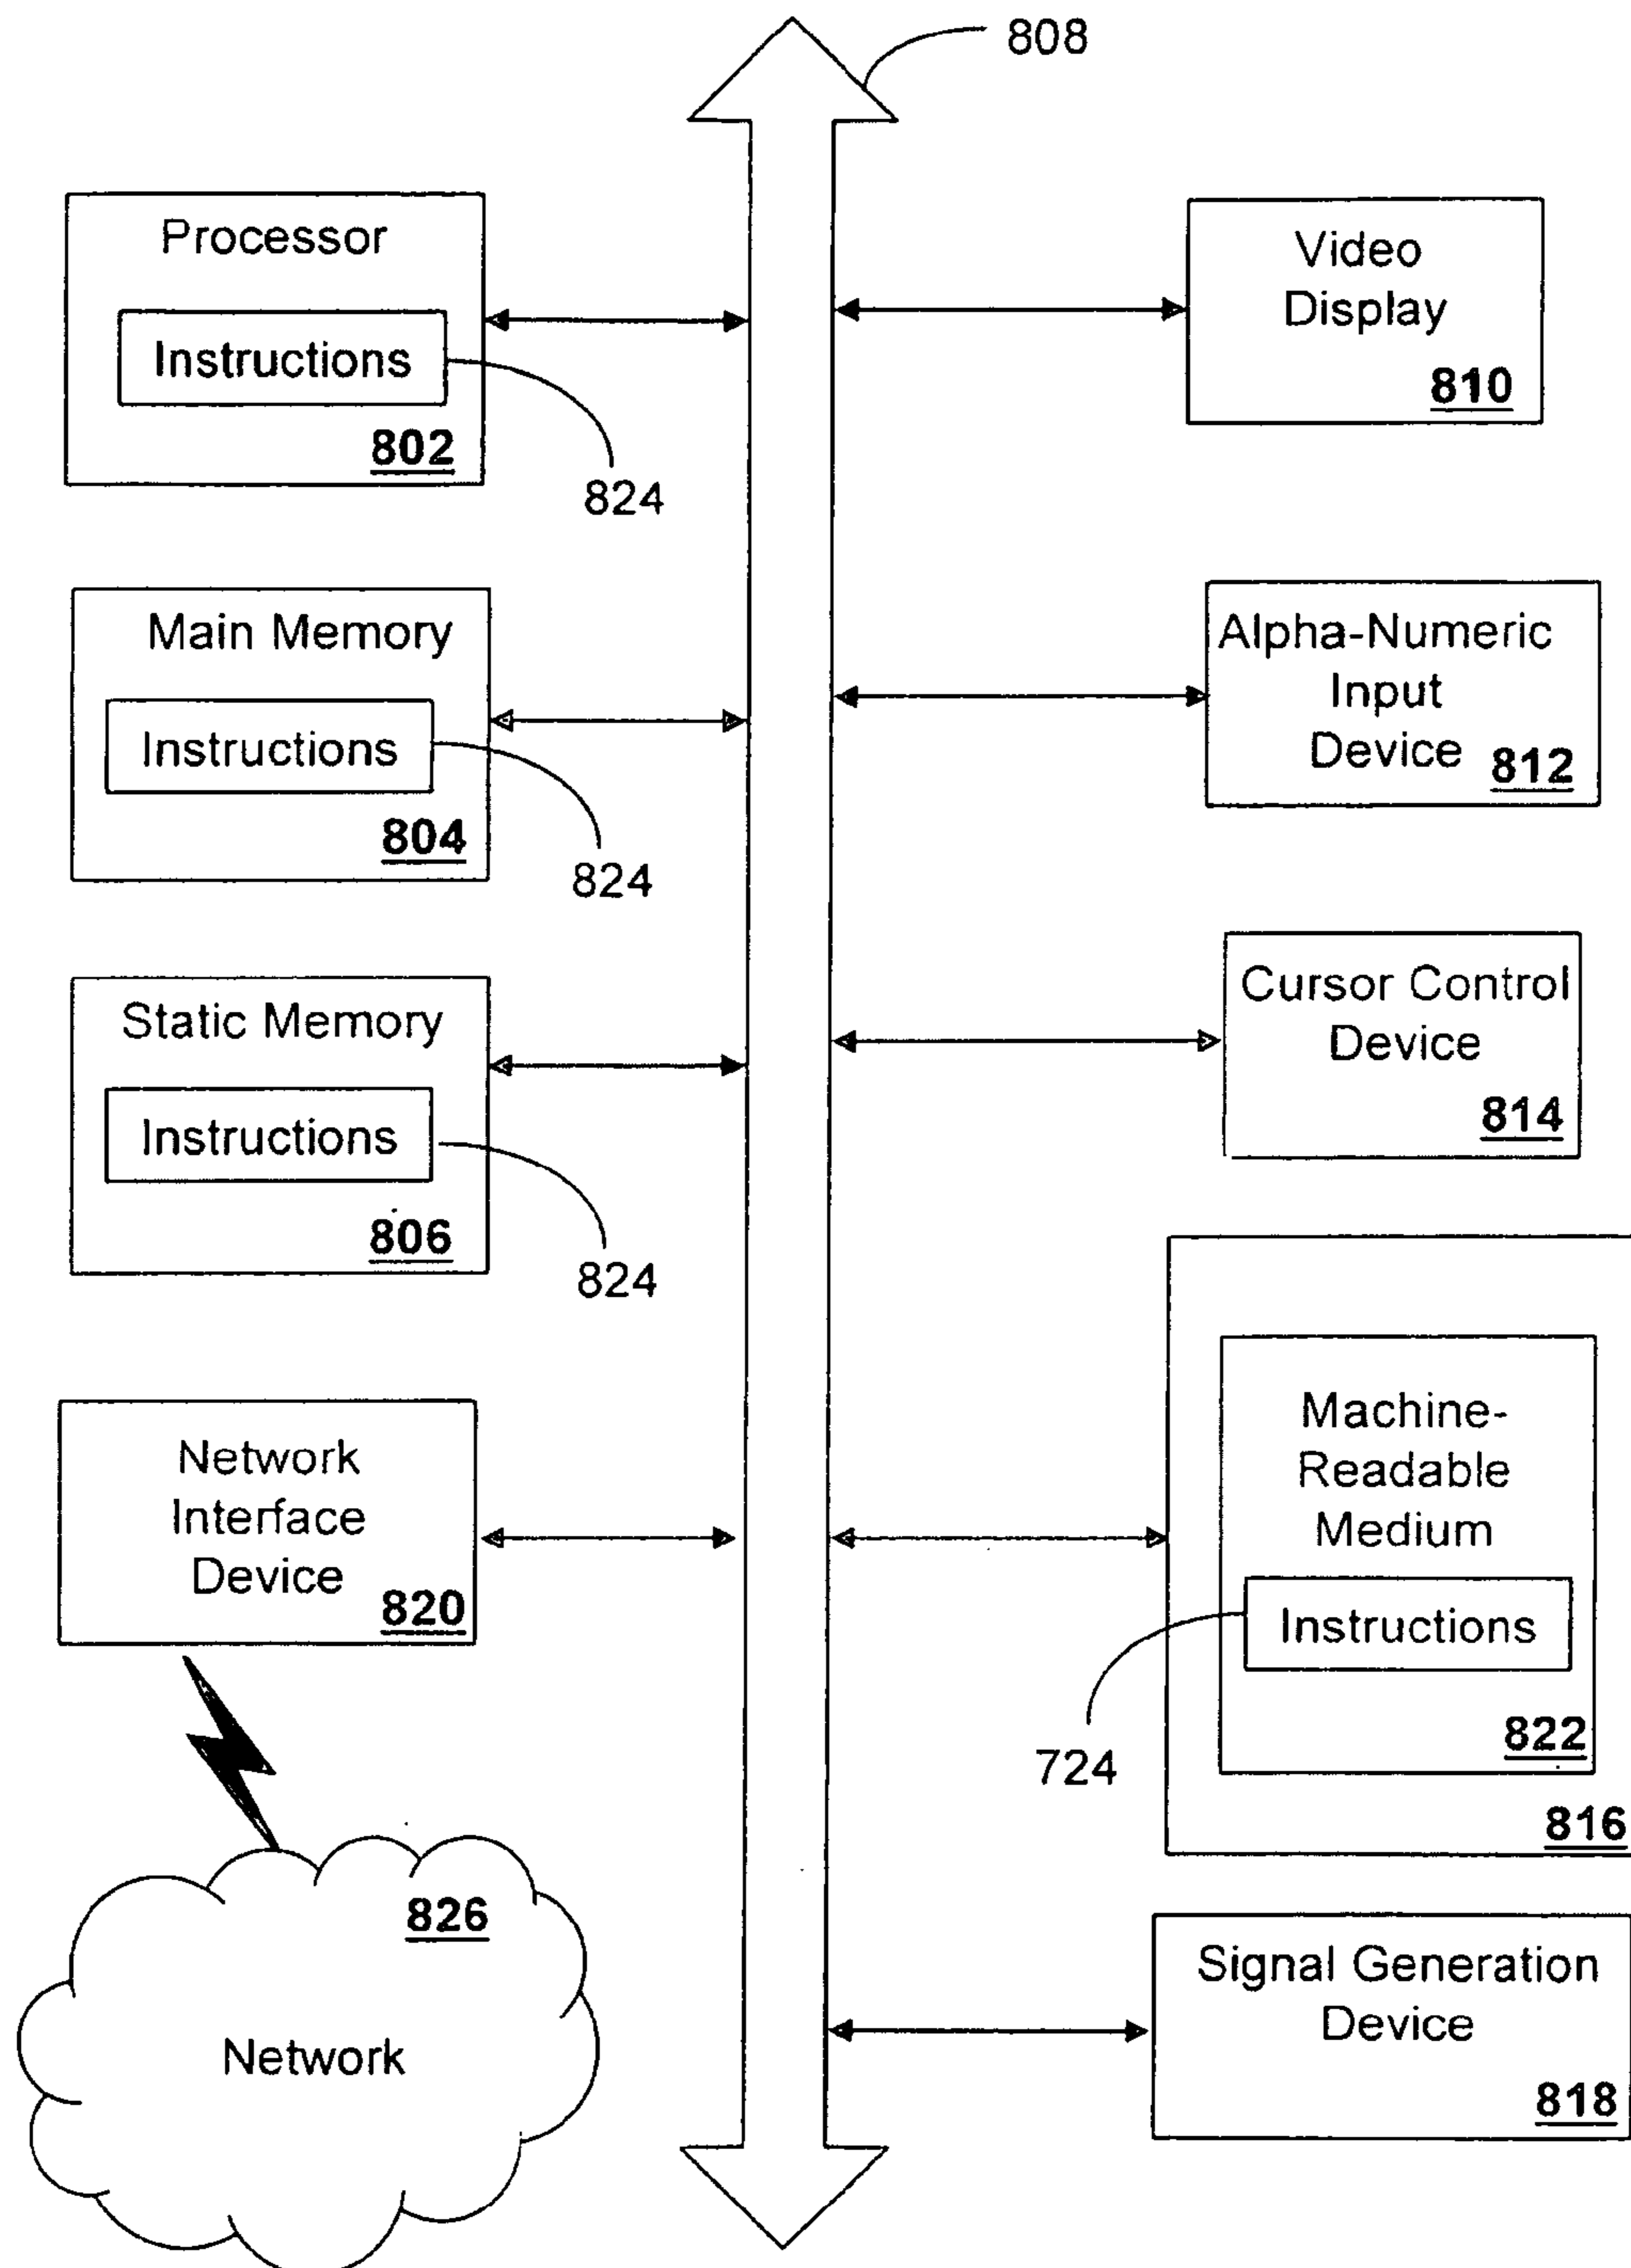 808
Processor
Instructions
802
824
Main Memory
Instructions
804
824
Static Memory
Instructions
806
824
Network
Interface
Device
820
826
Network
Video
Display
810
Alpha-Numeric
Input
Device
812
Cursor Control
Device
814
Machine-
Readable
Medium
Instructions
822
724
816
Signal Generation
Device
818